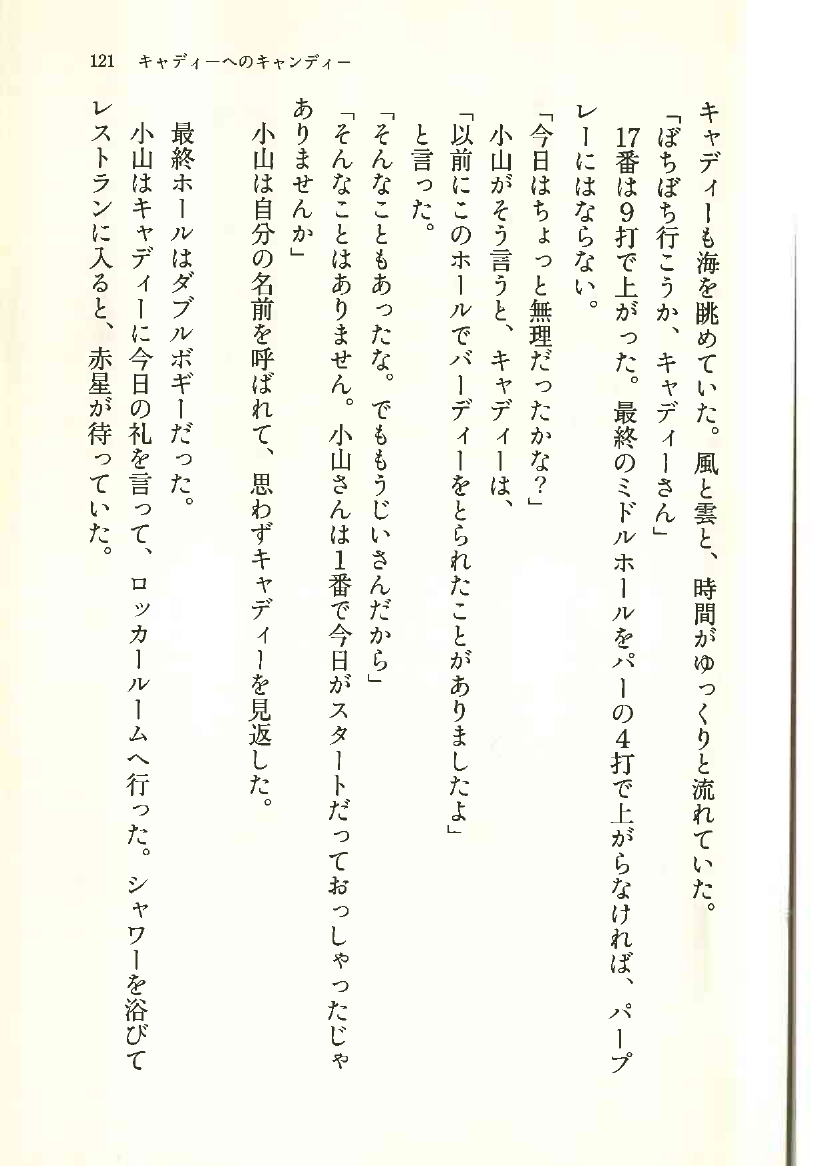 121 キャディーへのキャンディー
キャディーも海を眺めていた。風と雲と、時間がゆっくりと流れていた。
「ぼちぼち行こうか、キャディーさん」
17番は9打で上がった。最終のミドルホールをパーの4打で上がらなければ、パープ
レーにはならない。
「今日はちょっと無理だったかな?」
小山がそう言うと、キャディーは、
「以前にこのホールでバーディーをとられたことがありましたよ」
と言った。
「そんなこともあったな。でももうじいさんだから」
「そんなことはありません。小山さんは1番で今日がスタートだっておっしゃったじゃ
ありませんか」
小山は自分の名前を呼ばれて、思わずキャディーを見返した。
最終ホールはダブルボギーだった。
小山はキャディーに今日の礼を言って、ロッカールームへ行った。シャワーを浴びて
レストランに入ると、赤星が待っていた。